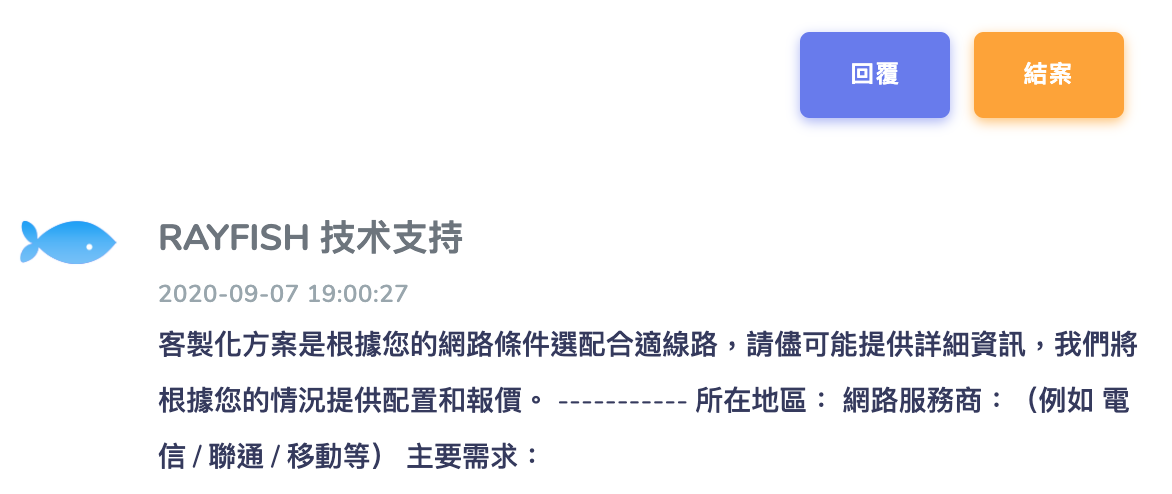 回覆 結案
RAYFISH 技术支持
2020-09-07 19:00:27
客製化方案是根據您的網路條件選配合適線路，請儘可能提供詳細資訊，我們將
根據您的情況提供配置和報價。 ----------- 所在地區： 網路服務商：（例如 電
信 / 聯通 / 移動等） 主要需求：